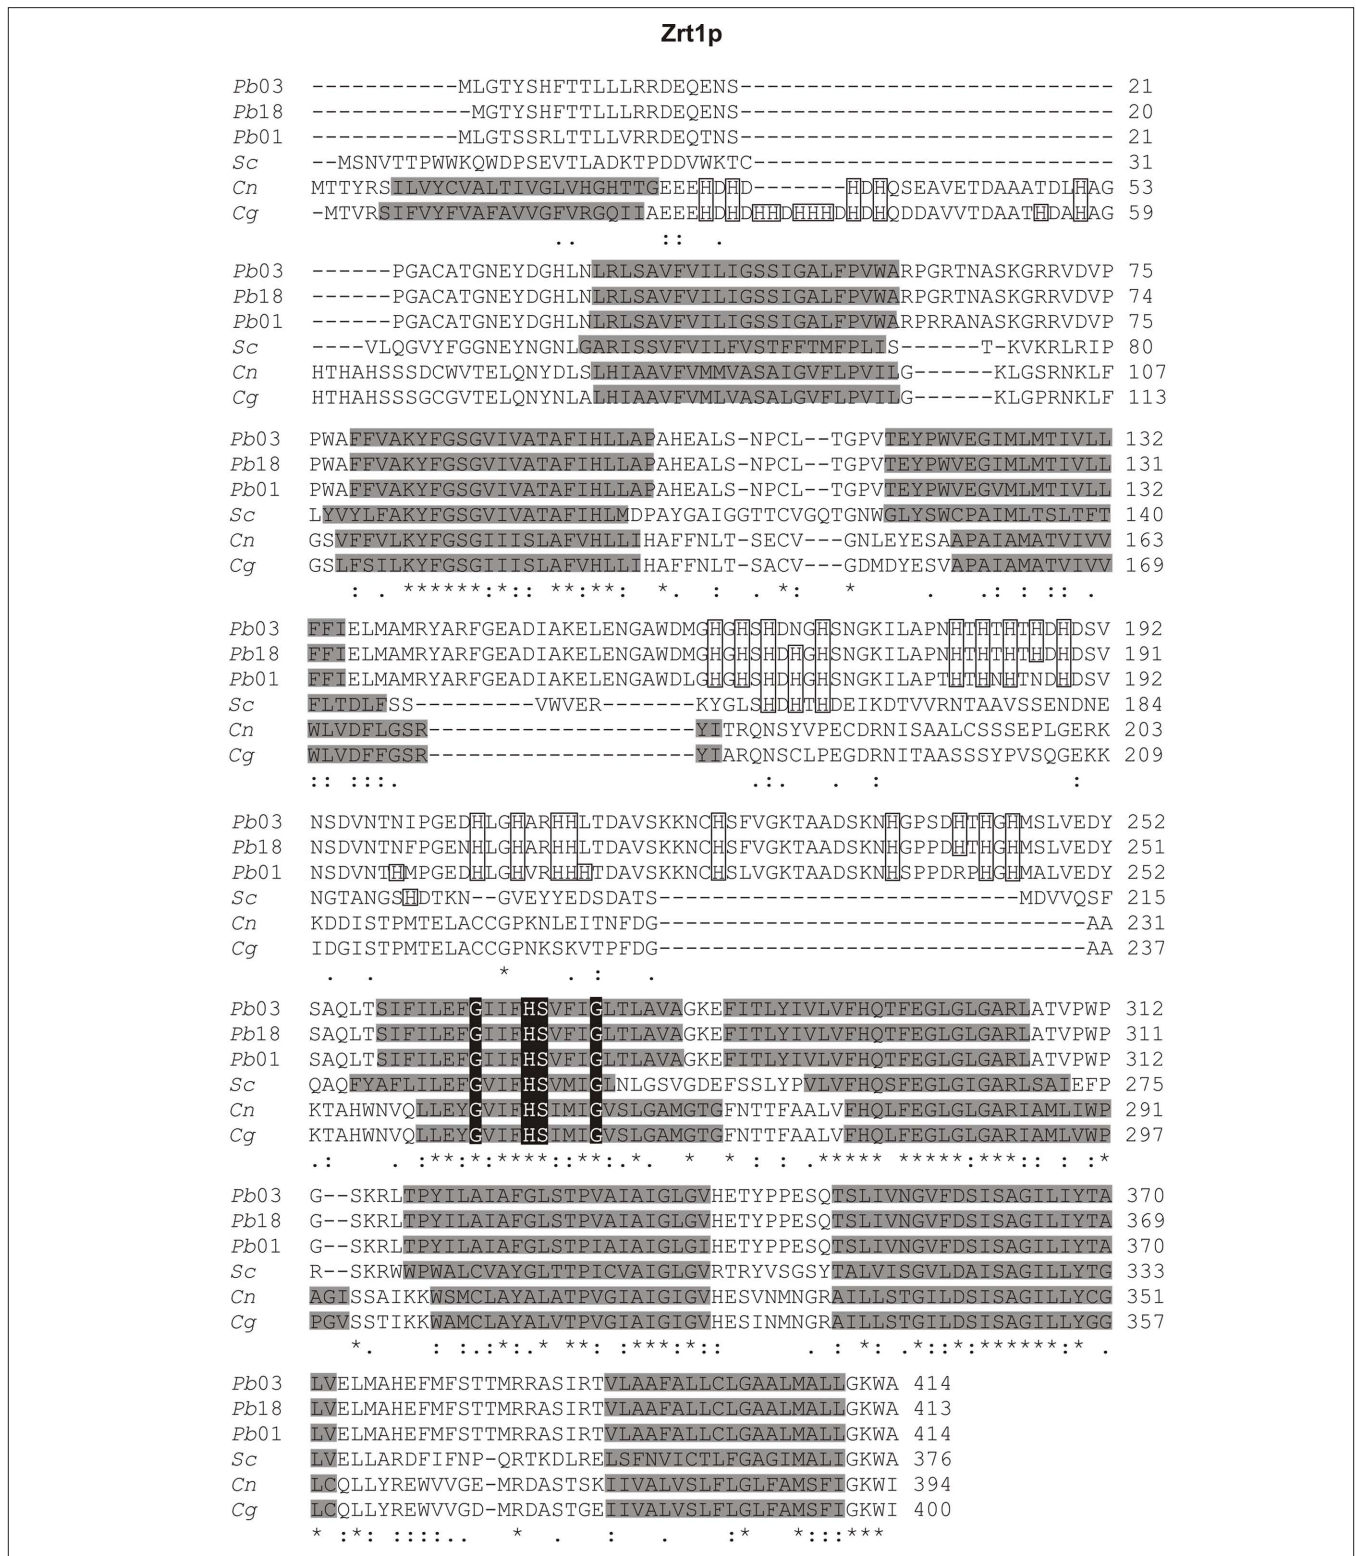 Zrt1p
Pb03 -----------MLGTYSHFTTLLLRRDEQENS---------------------------- 21
Pb18 ------------MGTYSHFTTLLLRRDEQENS---------------------------- 20
Pb01 -----------MLGTSSRLTTLLVRRDEQTNS---------------------------- 21
Sc --MSNVTTPWWKQWDPSEVTLADKTPDDVWKTC--------------------------- 31
Cn MTTYRSILVYCVALTIVGLVHGHTTGEEEHDHD-------HDHQSEAVETDAAATDLHAG 53
Cg -MTVRSIFVYFVAFAVVGFVRGQIIAEEEHDHDHHDHHHDHDHQDDAVVTDAATHDAHAG 59
.. :: .
Pb03 ------PGACATGNEYDGHLNLRLSAVFVILIGSSIGALFPVWARPGRTNASKGRRVDVP 75
Pb18 ------PGACATGNEYDGHLNLRLSAVFVILIGSSIGALFPVWARPGRTNASKGRRVDVP 74
Pb01 ------PGACATGNEYDGHLNLRLSAVFVILIGSSIGALFPVWARPRRANASKGRRVDVP 75
Sc ----VLQGVYFGGNEYNGNLGARISSVFVILFVSTFFTMFPLIS------T-KVKRLRIP 80
Cn HTHAHSSSDCWVTELQNYDLSLHIAAVFVMMVASAIGVFLPVILG------KLGSRNKLF 107
Cg HTHAHSSSGCGVTELQNYNLALHIAAVFVMLVASALGVFLPVILG------KLGPRNKLF 113
Pb03 PWAFFVAKYFGSGVIVATAFIHLLAPAHEALS-NPCL--TGPVTEYPWVEGIMLMTIVLL 132
Pb18 PWAFFVAKYFGSGVIVATAFIHLLAPAHEALS-NPCL--TGPVTEYPWVEGIMLMTIVLL 131
Pb01 PWAFFVAKYFGSGVIVATAFIHLLAPAHEALS-NPCL--TGPVTEYPWVEGVMLMTIVLL 132
Sc LYVYLFAKYFGSGVIVATAFIHLMDPAYGAIGGTTCVGQTGNWGLYSWCPAIMLTSLTFT 140
Cn GSVFFVLKYFGSGIIISLAFVHLLIHAFFNLT-SECV---GNLEYESAAPAIAMATVIVV 163
Cg GSLFSILKYFGSGIIISLAFVHLLIHAFFNLT-SACV---GDMDYESVAPAIAMATVIVV 169
: . ******:*:: **:**: *. : *: * . .: : :: .
Pb03 FFIELMAMRYARFGEADIAKELENGAWDMGHGHSHDNGHSNGKILAPNHTHTHTHDHDSV 192
Pb18 FFIELMAMRYARFGEADIAKELENGAWDMGHGHSHDHGHSNGKILAPNHTHTHTHDHDSV 191
Pb01 FFIELMAMRYARFGEADIAKELENGAWDLGHGHSHDHGHSNGKILAPTHTHNHTNDHDSV 192
Sc FLTDLFSS---------VWVER-------KYGLSHDHTHDEIKDTVVRNTAAVSSENDNE 184
Cn WLVDFLGSR--------------------YITRQNSYVPECDRNISAALCSSSEPLGERK 203
Cg WLVDFFGSR--------------------YIARQNSCLPEGDRNITAASSSYPVSQGEKK 209
:: :::. .:. . : :
Pb03 NSDVNTNIPGEDHLGHARHHLTDAVSKKNCHSFVGKTAADSKNHGPSDHTHGHMSLVEDY 252
Pb18 NSDVNTNFPGENHLGHARHHLTDAVSKKNCHSFVGKTAADSKNHGPPDHTHGHMSLVEDY 251
Pb01 NSDVNTHMPGEDHLGHVRHHHTDAVSKKNCHSLVGKTAADSKNHSPPDRPHGHMALVEDY 252
Sc NGTANGSHDTKN--GVEYYEDSDATS---------------------------MDVVQSF 215
Cn KDDISTPMTELACCGPKNLEITNFDG--------------------------------AA 231
Cg IDGISTPMTELACCGPNKSKVTPFDG--------------------------------AA 237
. . * . : .
Pb03 SAQLTSIFILEFGIIFHSVFIGLTLAVAGKEFITLYIVLVFHQTFEGLGLGARLATVPWP 312
Pb18 SAQLTSIFILEFGIIFHSVFIGLTLAVAGKEFITLYIVLVFHQTFEGLGLGARLATVPWP 311
Pb01 SAQLTSIFILEFGIIFHSVFIGLTLAVAGKEFITLYIVLVFHQTFEGLGLGARLATVPWP 312
Sc QAQFYAFLILEFGVIFHSVMIGLNLGSVGDEFSSLYPVLVFHQSFEGLGIGARLSAIEFP 275
Cn KTAHWNVQLLEYGVIFHSIMIGVSLGAMGTGFNTTFAALVFHQLFEGLGLGARIAMLIWP 291
Cg KTAHWNVQLLEYGVIFHSIMIGVSLGAMGTGFNTTFAALVFHQLFEGLGLGARIAMLVWP 297
.: . :**:*:****::**:.*. * * : : .***** *****:***:: : :*
Pb03 G--SKRLTPYILAIAFGLSTPVAIAIGLGVHETYPPESQTSLIVNGVFDSISAGILIYTA 370
Pb18 G--SKRLTPYILAIAFGLSTPVAIAIGLGVHETYPPESQTSLIVNGVFDSISAGILIYTA 369
Pb01 G--SKRLTPYILAIAFGLSTPIAIAIGLGIHETYPPESQTSLIVNGVFDSISAGILIYTA 370
Sc R--SKRWWPWALCVAYGLTTPICVAIGLGVRTRYVSGSYTALVISGVLDAISAGILLYTG 333
Cn AGISSAIKKWSMCLAYALATPVGIAIGIGVHESVNMNGRAILLSTGILDSISAGILLYCG 351
Cg PGVSSTIKKWAMCLAYALVTPVGIAIGIGVHESINMNGRAILLSTGILDSISAGILLYGG 357
*. : :.:*:.* **: :***:*:: . : *: .*::*:******:* .
Pb03 LVELMAHEFMFSTTMRRASIRTVLAAFALLCLGAALMALLGKWA 414
Pb18 LVELMAHEFMFSTTMRRASIRTVLAAFALLCLGAALMALLGKWA 413
Pb01 LVELMAHEFMFSTTMRRASIRTVLAAFALLCLGAALMALLGKWA 414
Sc LVELLARDFIFNP-QRTKDLRELSFNVICTLFGAGIMALIGKWA 376
Cn LCQLLYREWVVGE-MRDASTSKIIVALVSLFLGLFAMSFIGKWI 394
Cg LCQLLYREWVVGD-MRDASTGEIIVALVSLFLGLFAMSFIGKWI 400
* :*: ::::.. * . : . :* *:::***